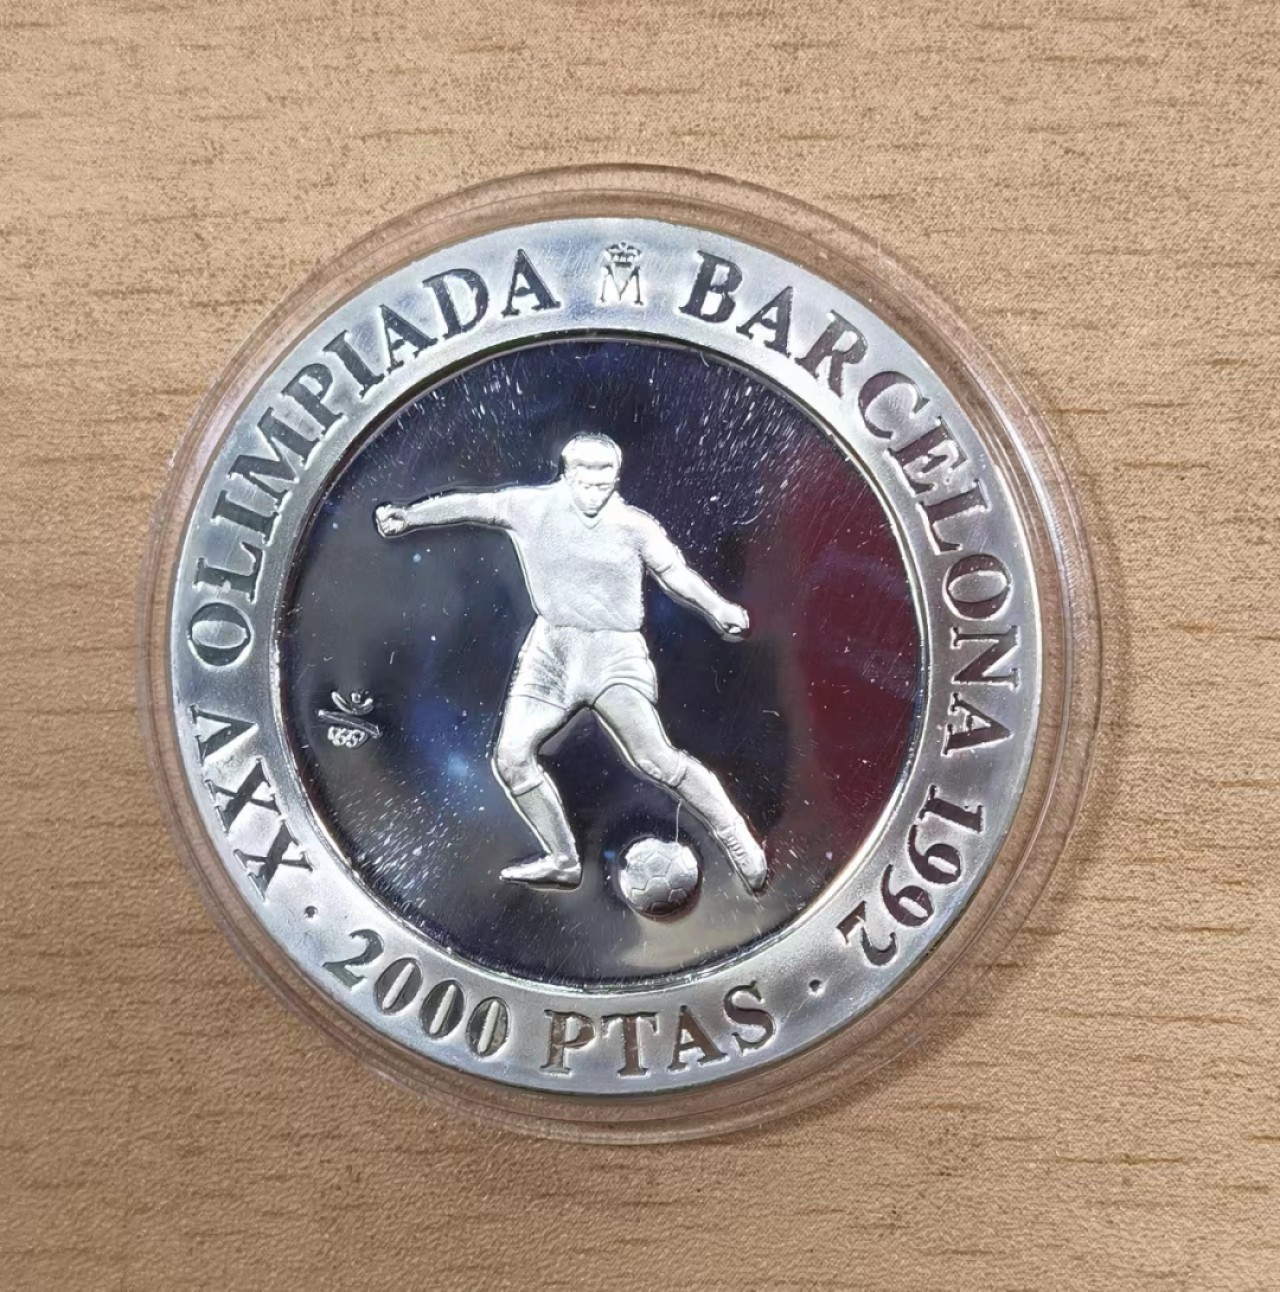 XXV OLIMPIADA M BARCELONA 1992
· 2000 PTAS ·